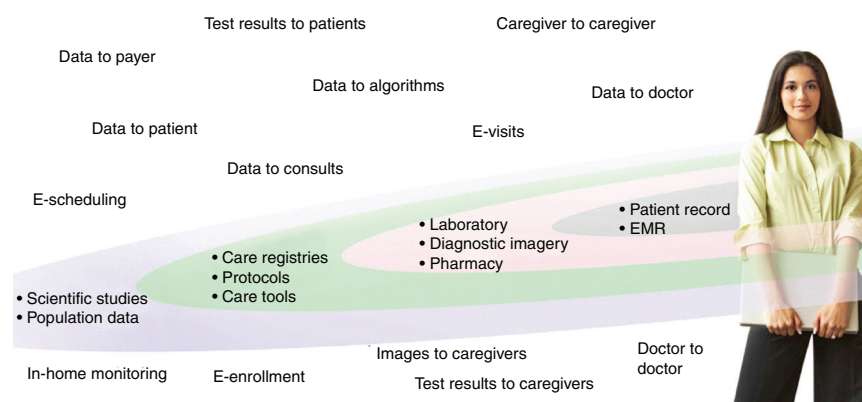 Test results to patients
Caregiver to caregiver
Data to payer
Data to algorithms
Data to doctor
Data to patient
E-visits
Data to consults
E-scheduling
• Patient record
• EMR
• Laboratory
• Diagnostic imagery
• Pharmacy
• Care registries
• Protocols
• Care tools
• Scientific studies
• Population data
Images to caregivers
Doctor to
doctor
In-home monitoring
E-enrollment
Test results to caregivers